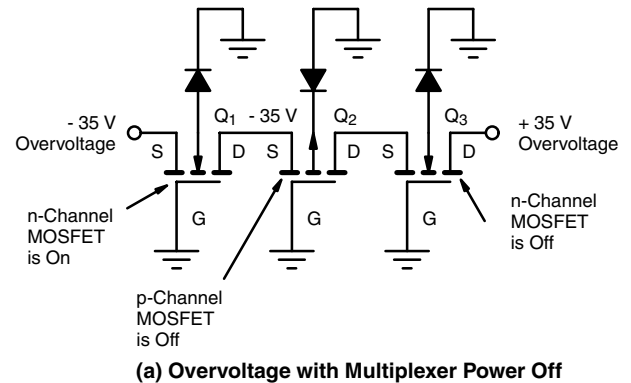 - 35 V
Overvoltage
Q1
- 35 V
Q2
Q3
+ 35 V
Overvoltage
S
D
S
D
S
D
G
G
G
n-Channel
MOSFET
is On
p-Channel
MOSFET
is Off
n-Channel
MOSFET
is Off
(a) Overvoltage with Multiplexer Power Off